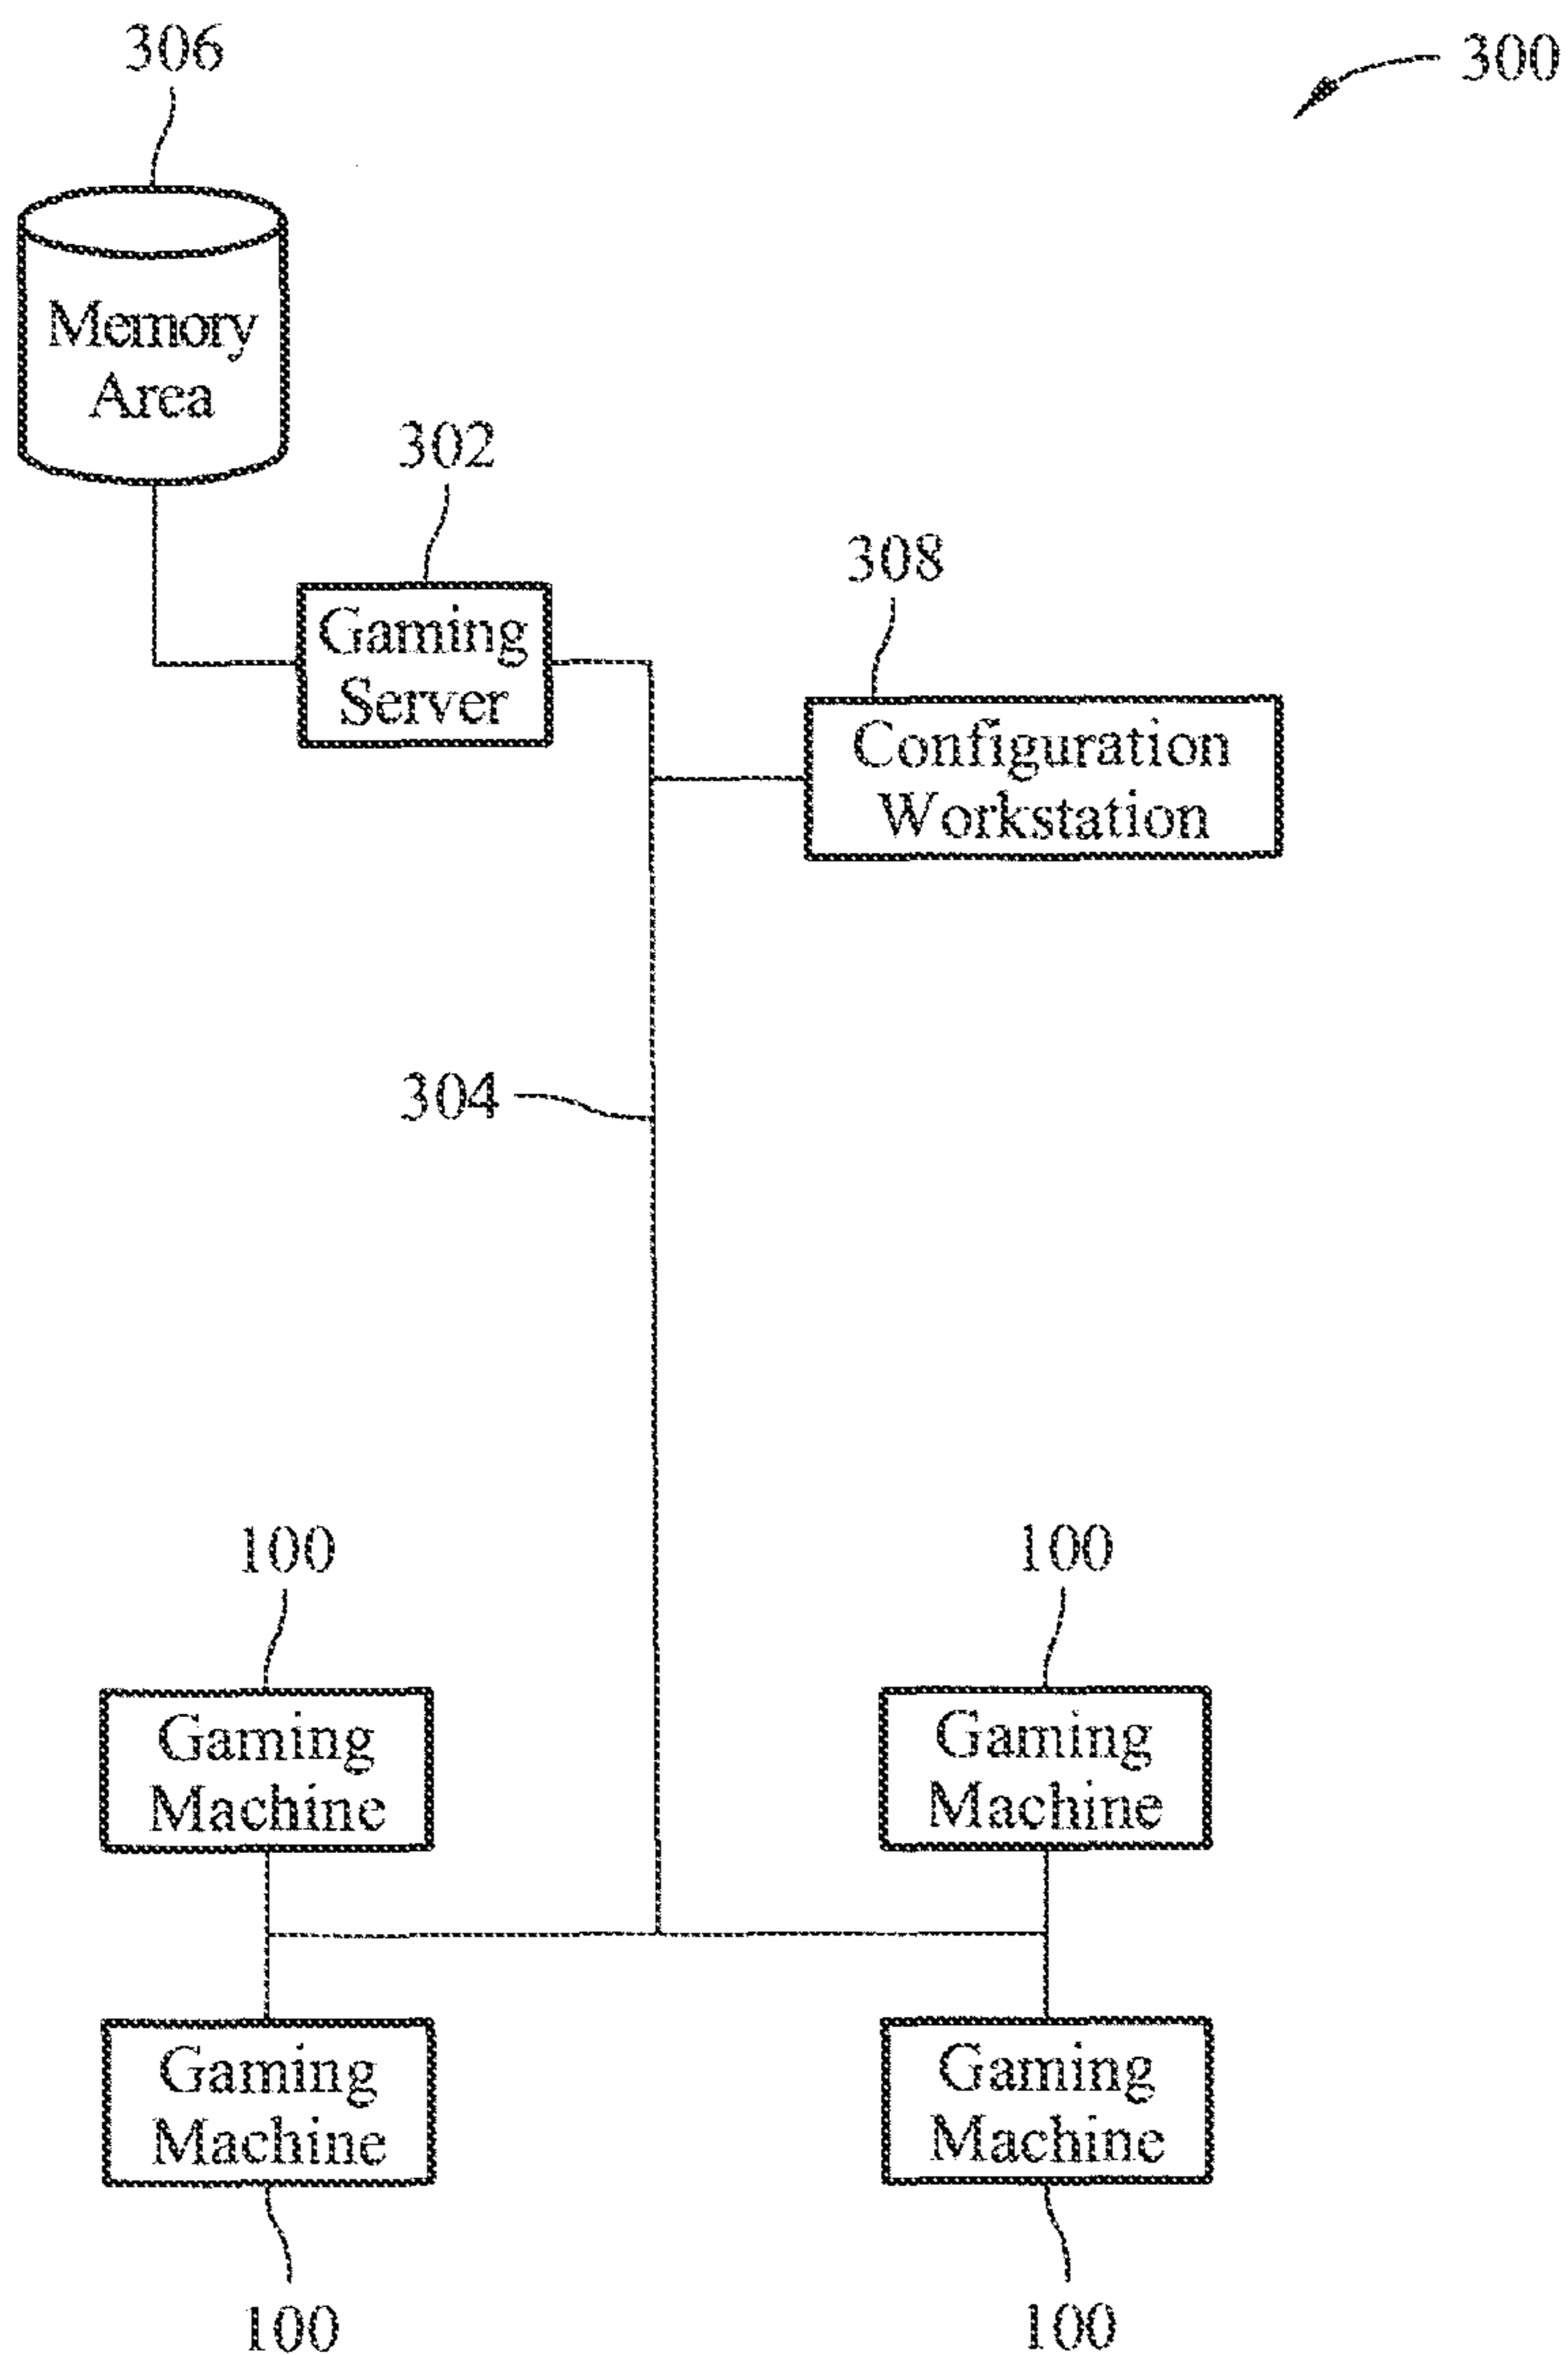 306
300
Memory
Area
302
Gaming
Server
308
Configuration
Workstation
304
100
100
Gaming
Machine
Gaming
Machine
Gaming
Machine
Gaming
Machine
100
100